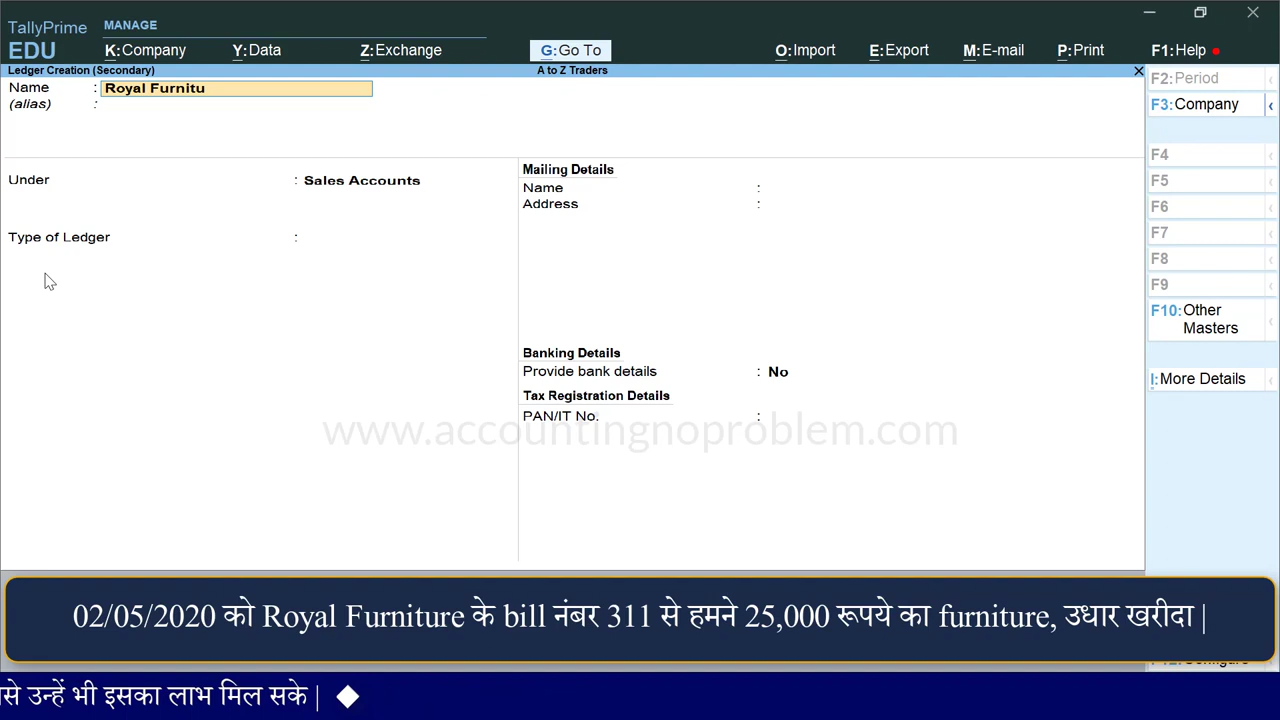 TallyPrime
EDU
MANAGE
K:Company
Y:Data
Z:Exchange
G:Go To
O:Import
E:Export
M:E-mail
P:Print
F1:Help
Ledger Creation (Secondary)
A to Z Traders
Name : Royal Furnitu
(alias) :
Under : Sales Accounts
Type of Ledger :
Mailing Details
Name :
Address :
Banking Details
Provide bank details : No
Tax Registration Details
PAN/IT No. :
www.accountingnoproblem.com
F2:Period
F3:Company
F4
F5
F6
F7
F8
F9
F10:Other
Masters
I:More Details
F12:Configure
02/05/2020 को Royal Furniture के bill नंबर 311 से हमने 25,000 रूपये का furniture, उधार खरीदा |
से उन्हें भी इसका लाभ मिल सके |